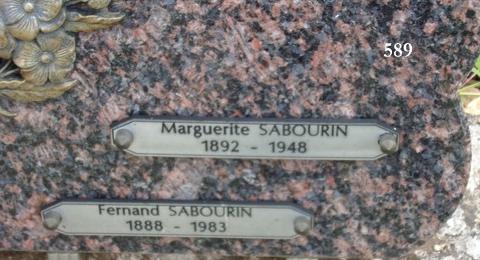 589
Marguerite SABOURIN
1892 - 1948
Fernand SABOURIN
1888 - 1983